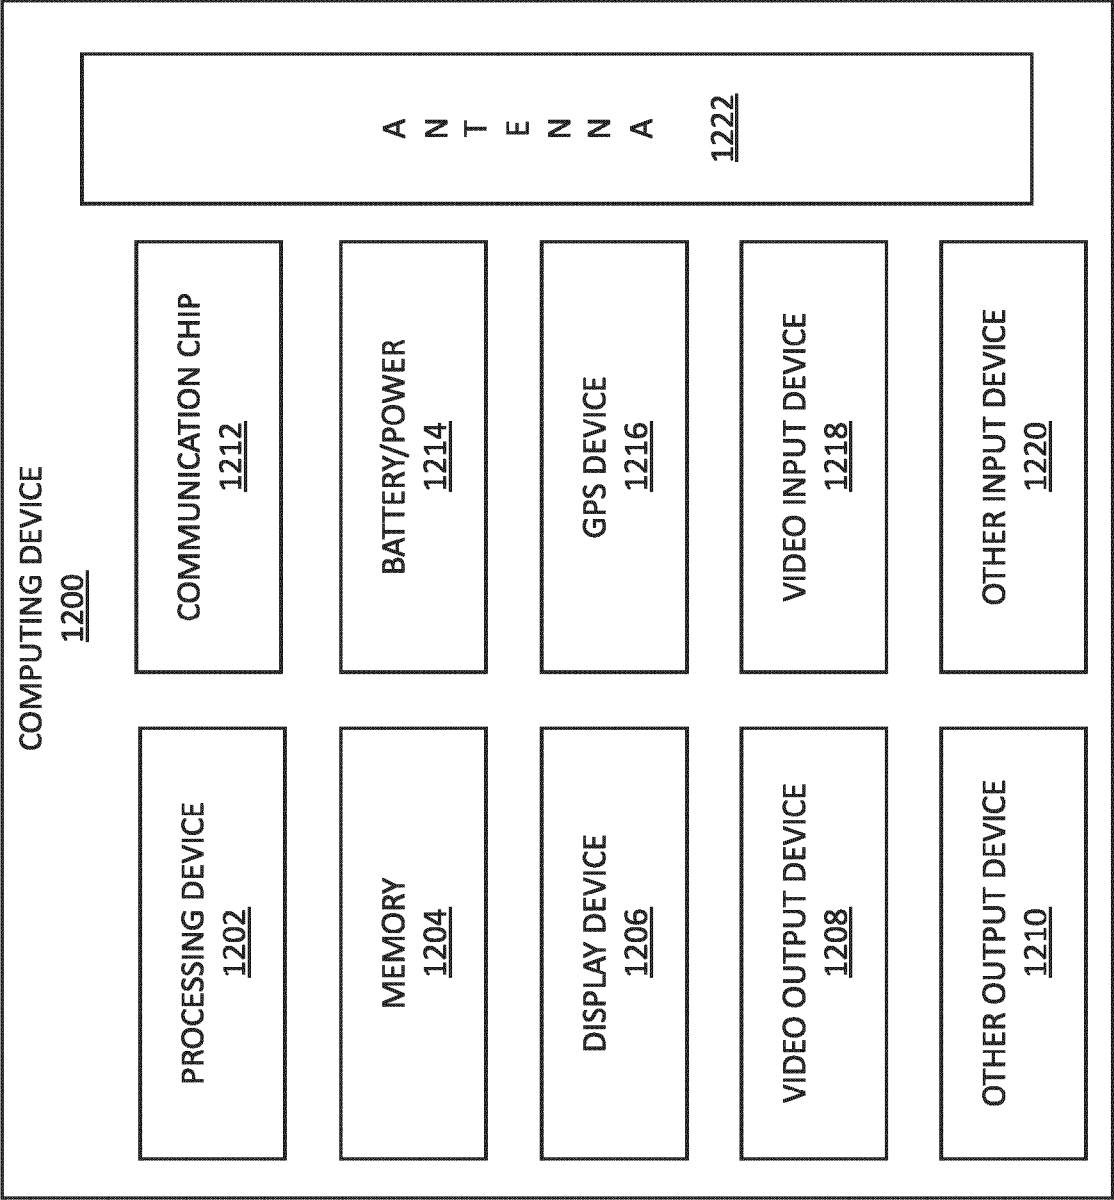 COMPUTING DEVICE
1200
PROCESSING DEVICE
1202
COMMUNICATION CHIP
1212
MEMORY
1204
BATTERY/POWER
1214
DISPLAY DEVICE
1206
GPS DEVICE
1216
VIDEO OUTPUT DEVICE
1208
VIDEO INPUT DEVICE
1218
OTHER OUTPUT DEVICE
1210
OTHER INPUT DEVICE
1220
A
N
T
E
N
N
A
1222